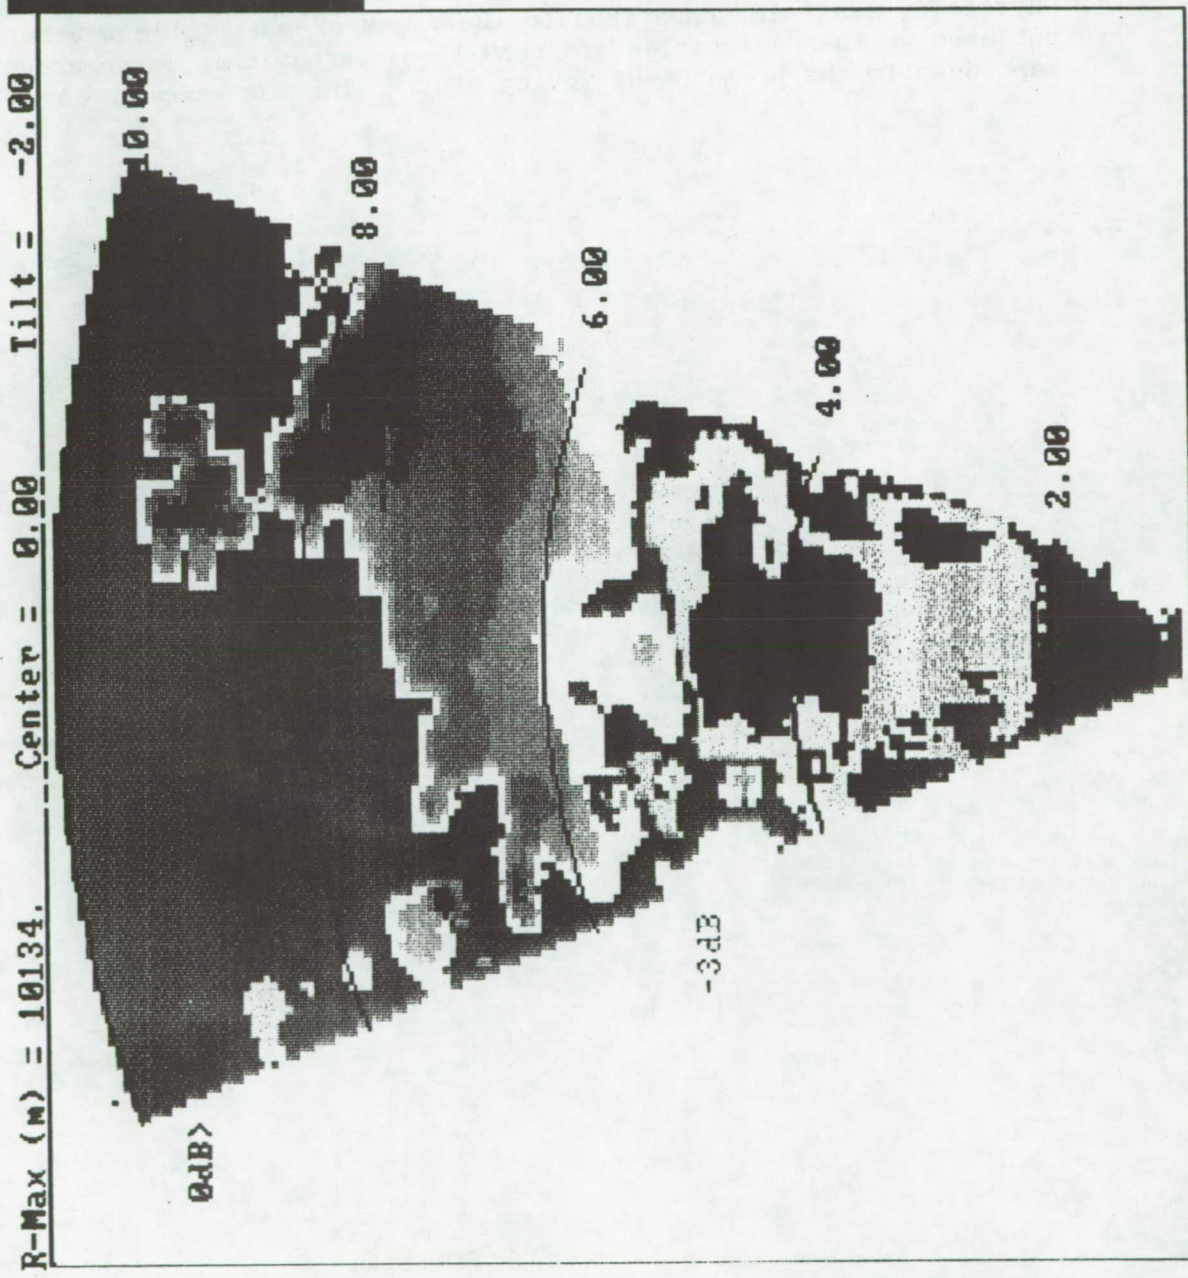 R-Max (m) = 10134. Center = 0.00 Tilt = -2.00
10.00
8.00
6.00
4.00
2.00
0dB>
-3dB